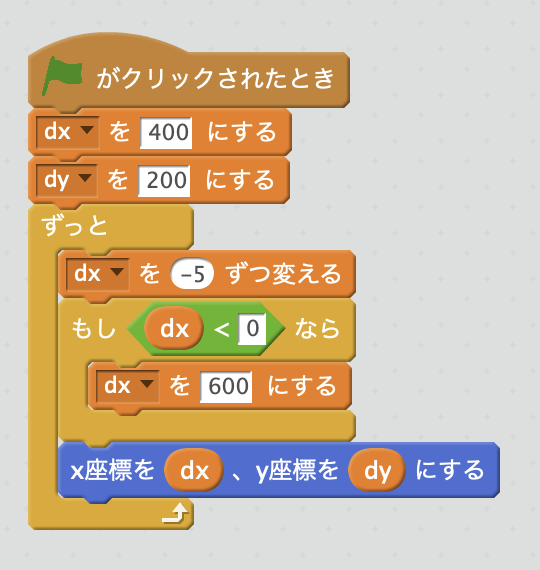 がクリックされたとき
dx を 400 にする
dy を 200 にする
ずっと
dx を -5 ずつ変える
もし dx < 0 なら
dx を 600 にする
x座標を dx 、y座標を dy にする